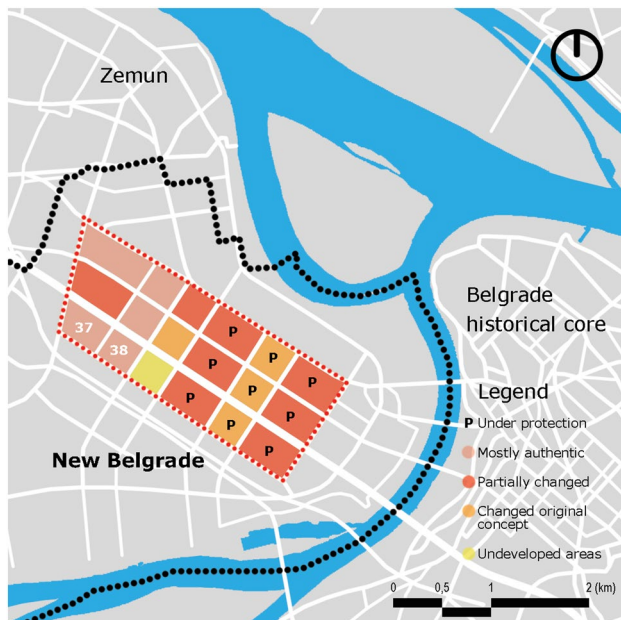 Zemun
Belgrade
historical core
37
38
P
P
P
P
P
P
P
P
P
New Belgrade
Legend
P Under protection
Mostly authentic
Partially changed
Changed original
concept
Undeveloped areas
0 0,5 1 2 (km)